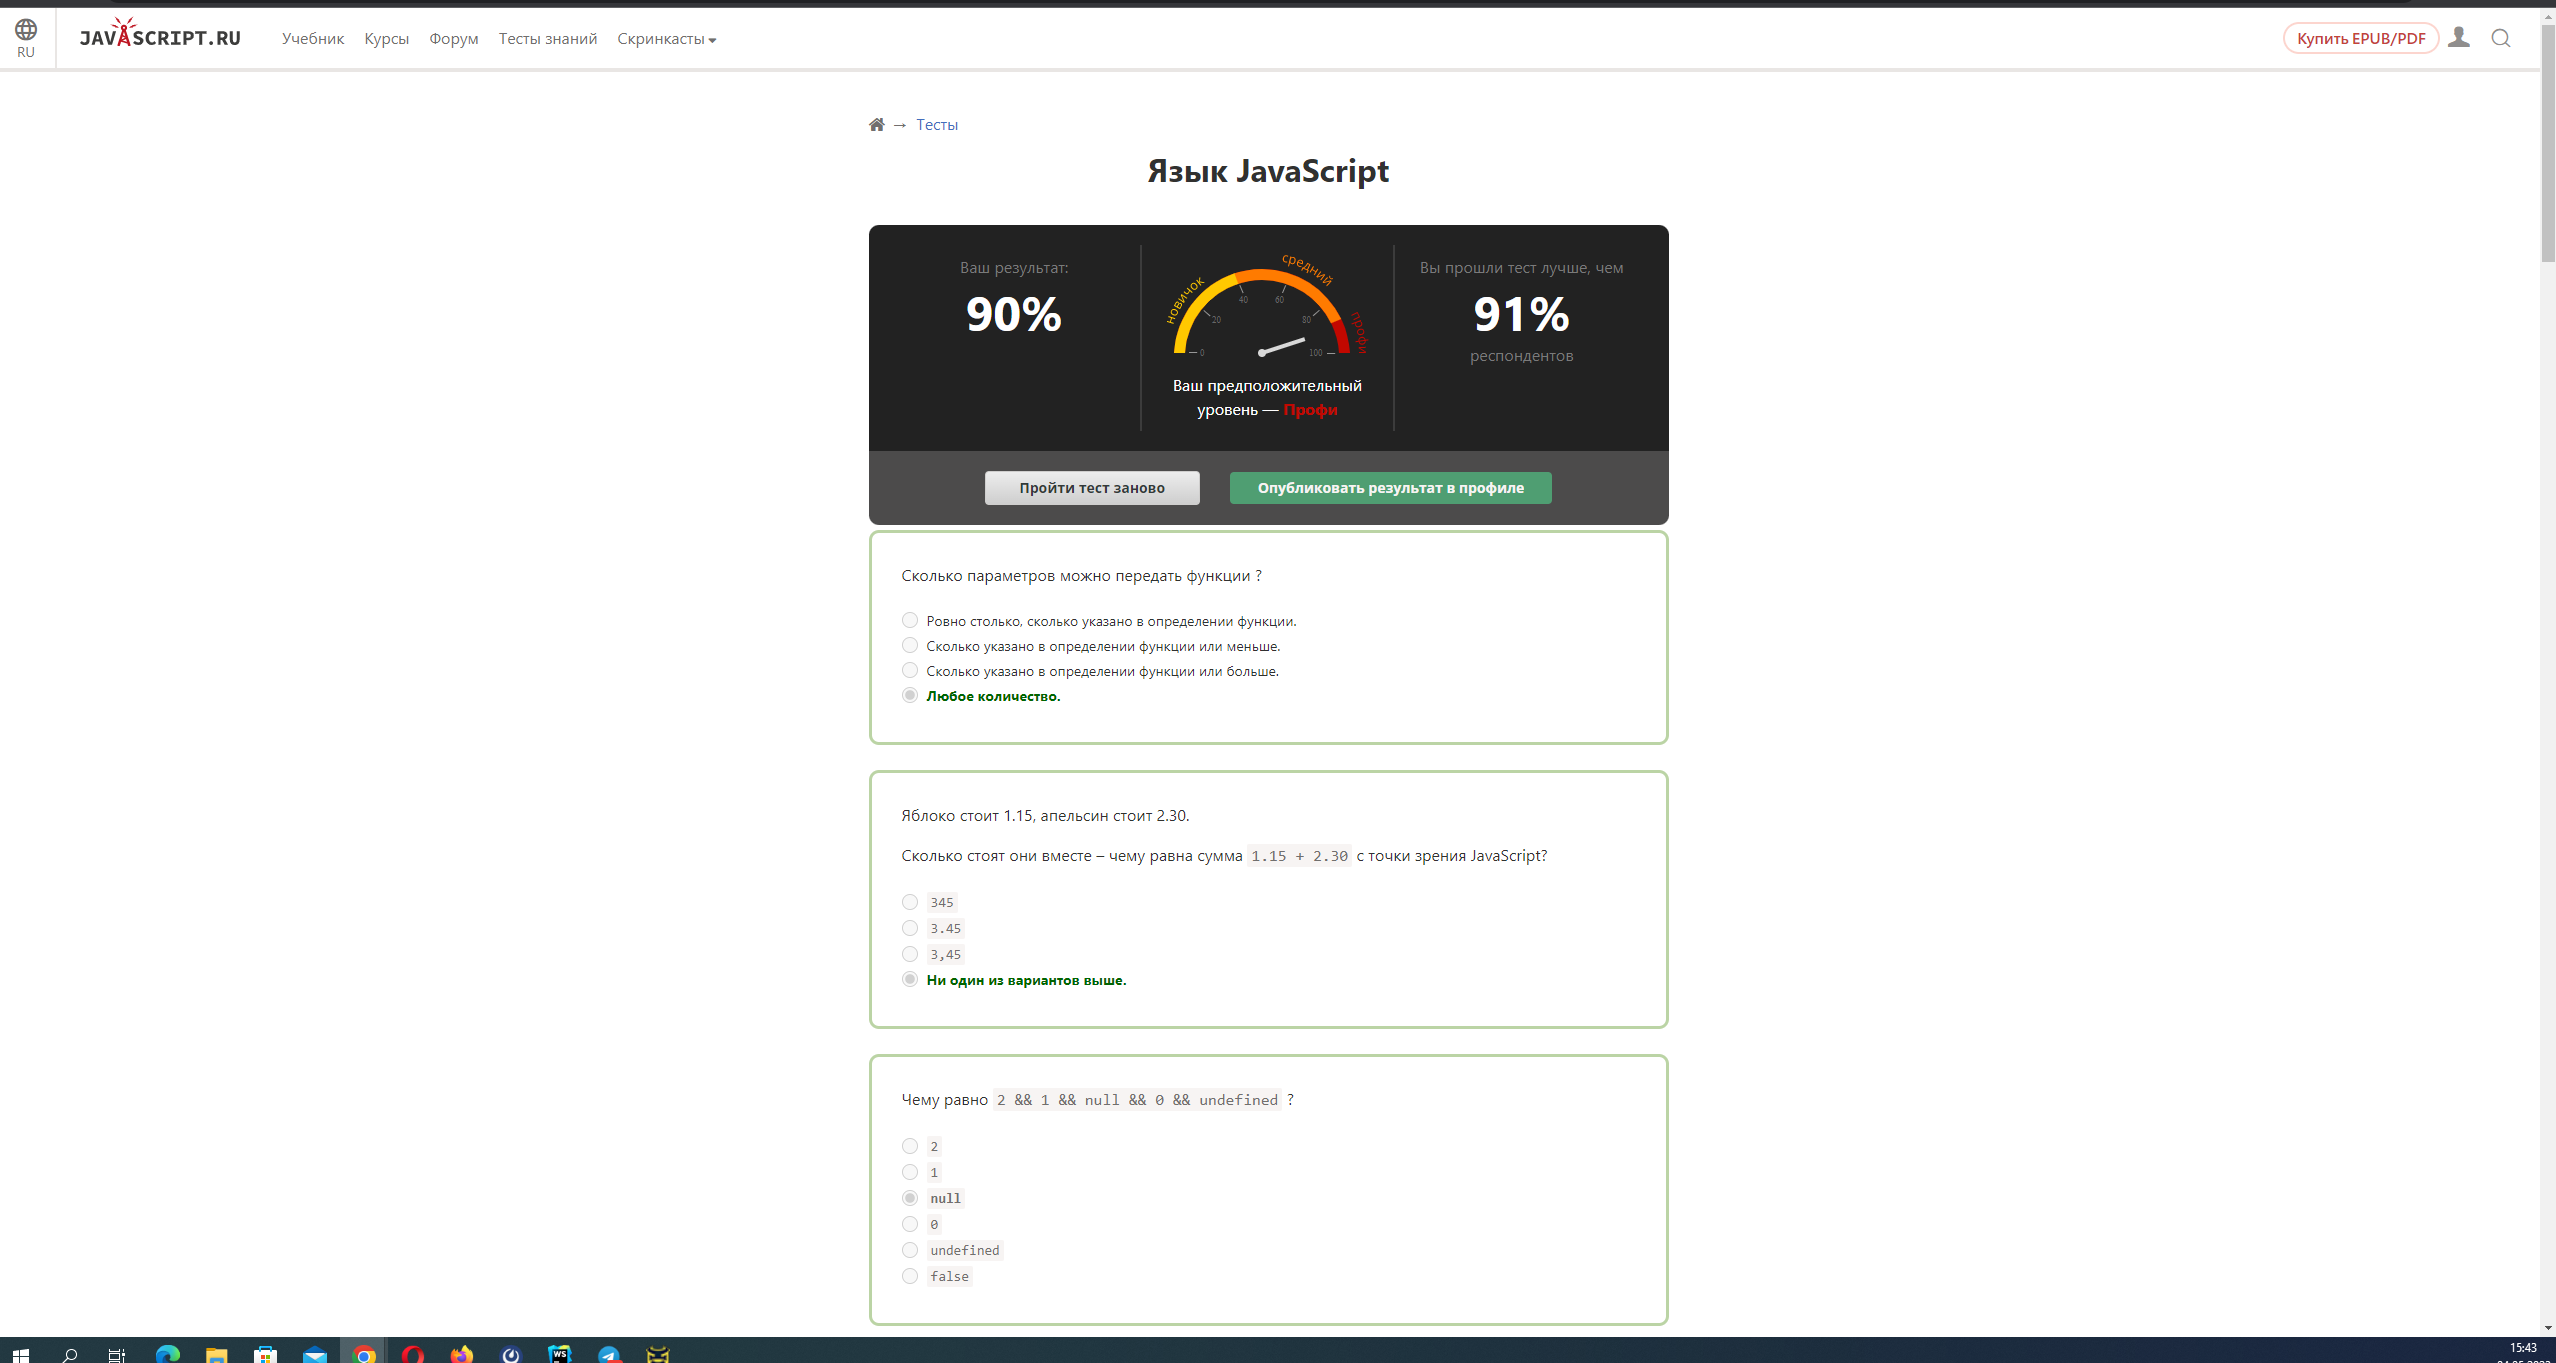 RU
JAVASCRIPT.RU
Учебник Курсы Форум Тесты знаний Скринкасты
Купить EPUB/PDF
→ Тесты
Язык JavaScript
Ваш результат:
90%
новичок
средний
профи
0
20
40
60
80
100
Ваш предположительный
уровень — Профи
Вы прошли тест лучше, чем
91%
респондентов
Пройти тест заново
Опубликовать результат в профиле
Сколько параметров можно передать функции ?
Ровно столько, сколько указано в определении функции.
Сколько указано в определении функции или меньше.
Сколько указано в определении функции или больше.
Любое количество.
Яблоко стоит 1.15, апельсин стоит 2.30.
Сколько стоят они вместе – чему равна сумма 1.15 + 2.30 с точки зрения JavaScript?
345
3.45
3,45
Ни один из вариантов выше.
Чему равно 2 && 1 && null && 0 && undefined ?
2
1
null
0
undefined
false
WS
15:43